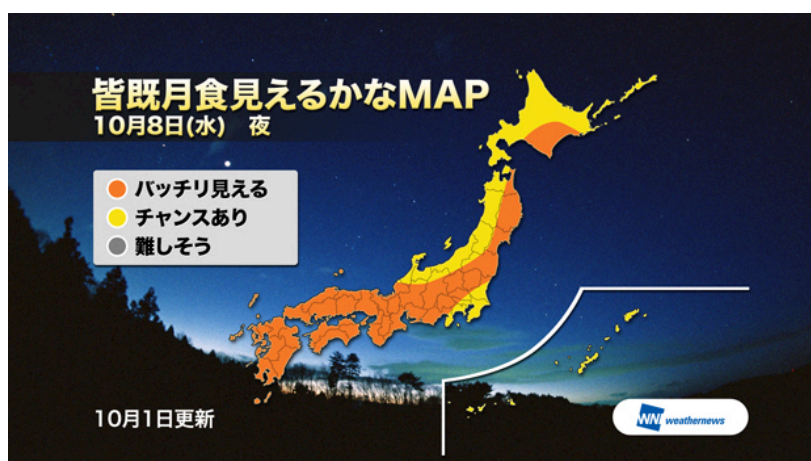 皆既月食見えるかなMAP
10月8日(水) 夜
バッチリ見える
チャンスあり
難しそう
10月1日更新
WNI weathernews